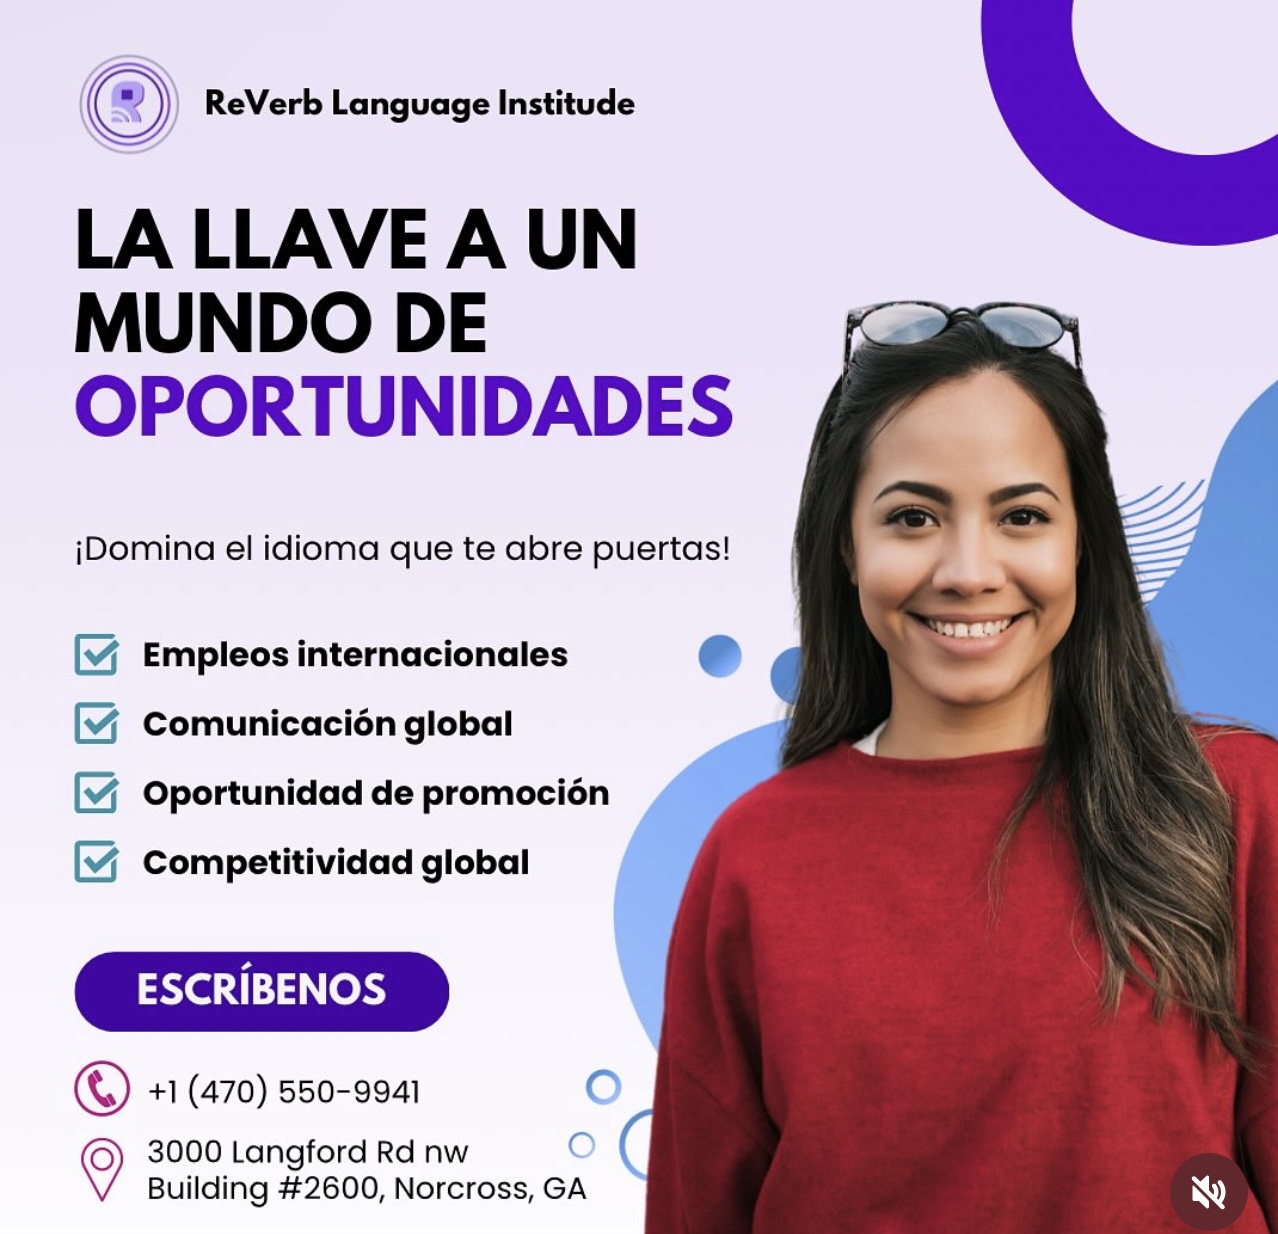 ReVerb Language Institude
LA LLAVE A UN
MUNDO DE
OPORTUNIDADES
¡Domina el idioma que te abre puertas!
Empleos internacionales
Comunicación global
Oportunidad de promoción
Competitividad global
ESCRÍBENOS
+1 (470) 550-9941
3000 Langford Rd nw
Building #2600, Norcross, GA